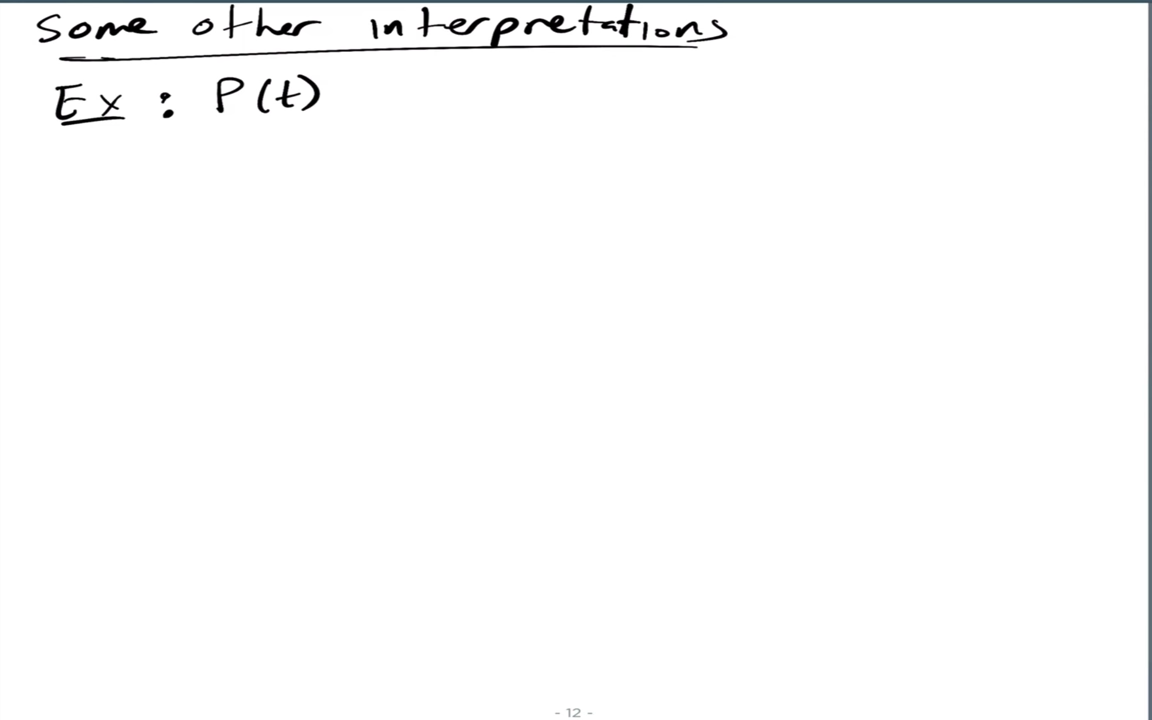 Some other interpretations
Ex : P(t)
- 12 -